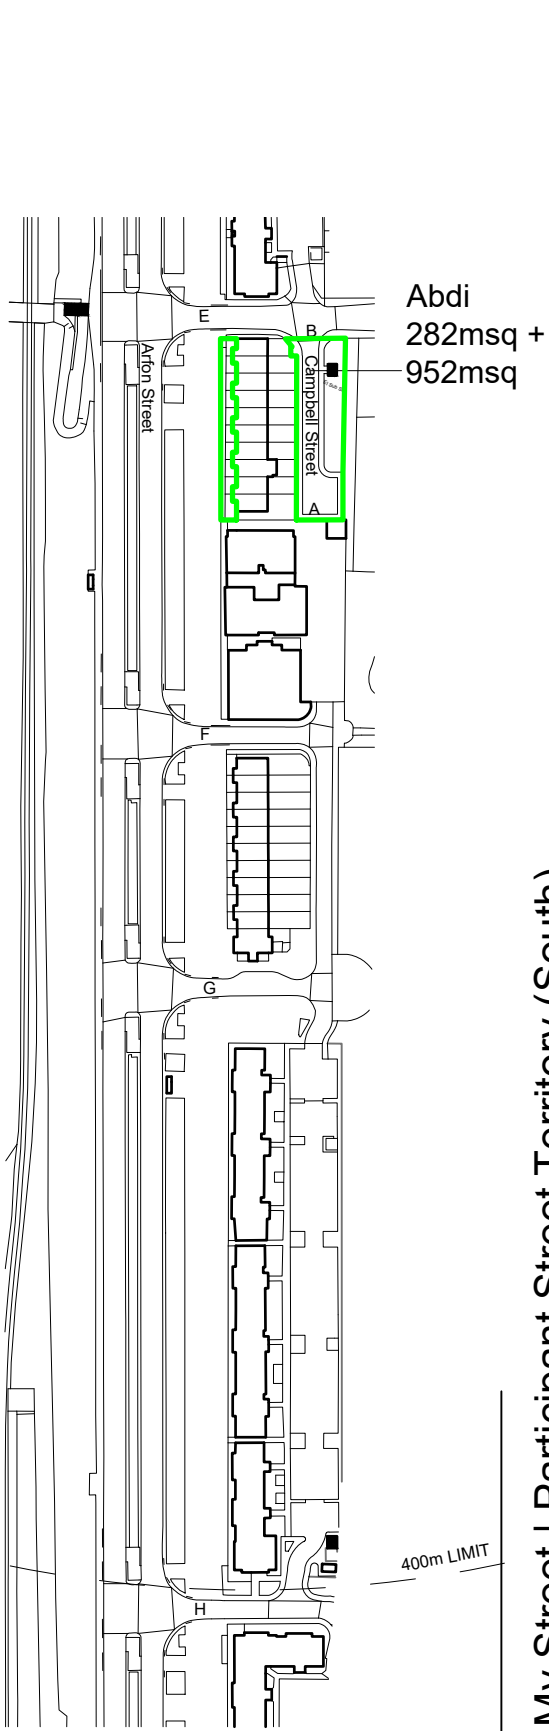 Abdi
282msq +
952msq
E
B
Arfon Street
Campbell Street
A
F
G
400m LIMIT
H
My Street | Participant Street Territory (South)